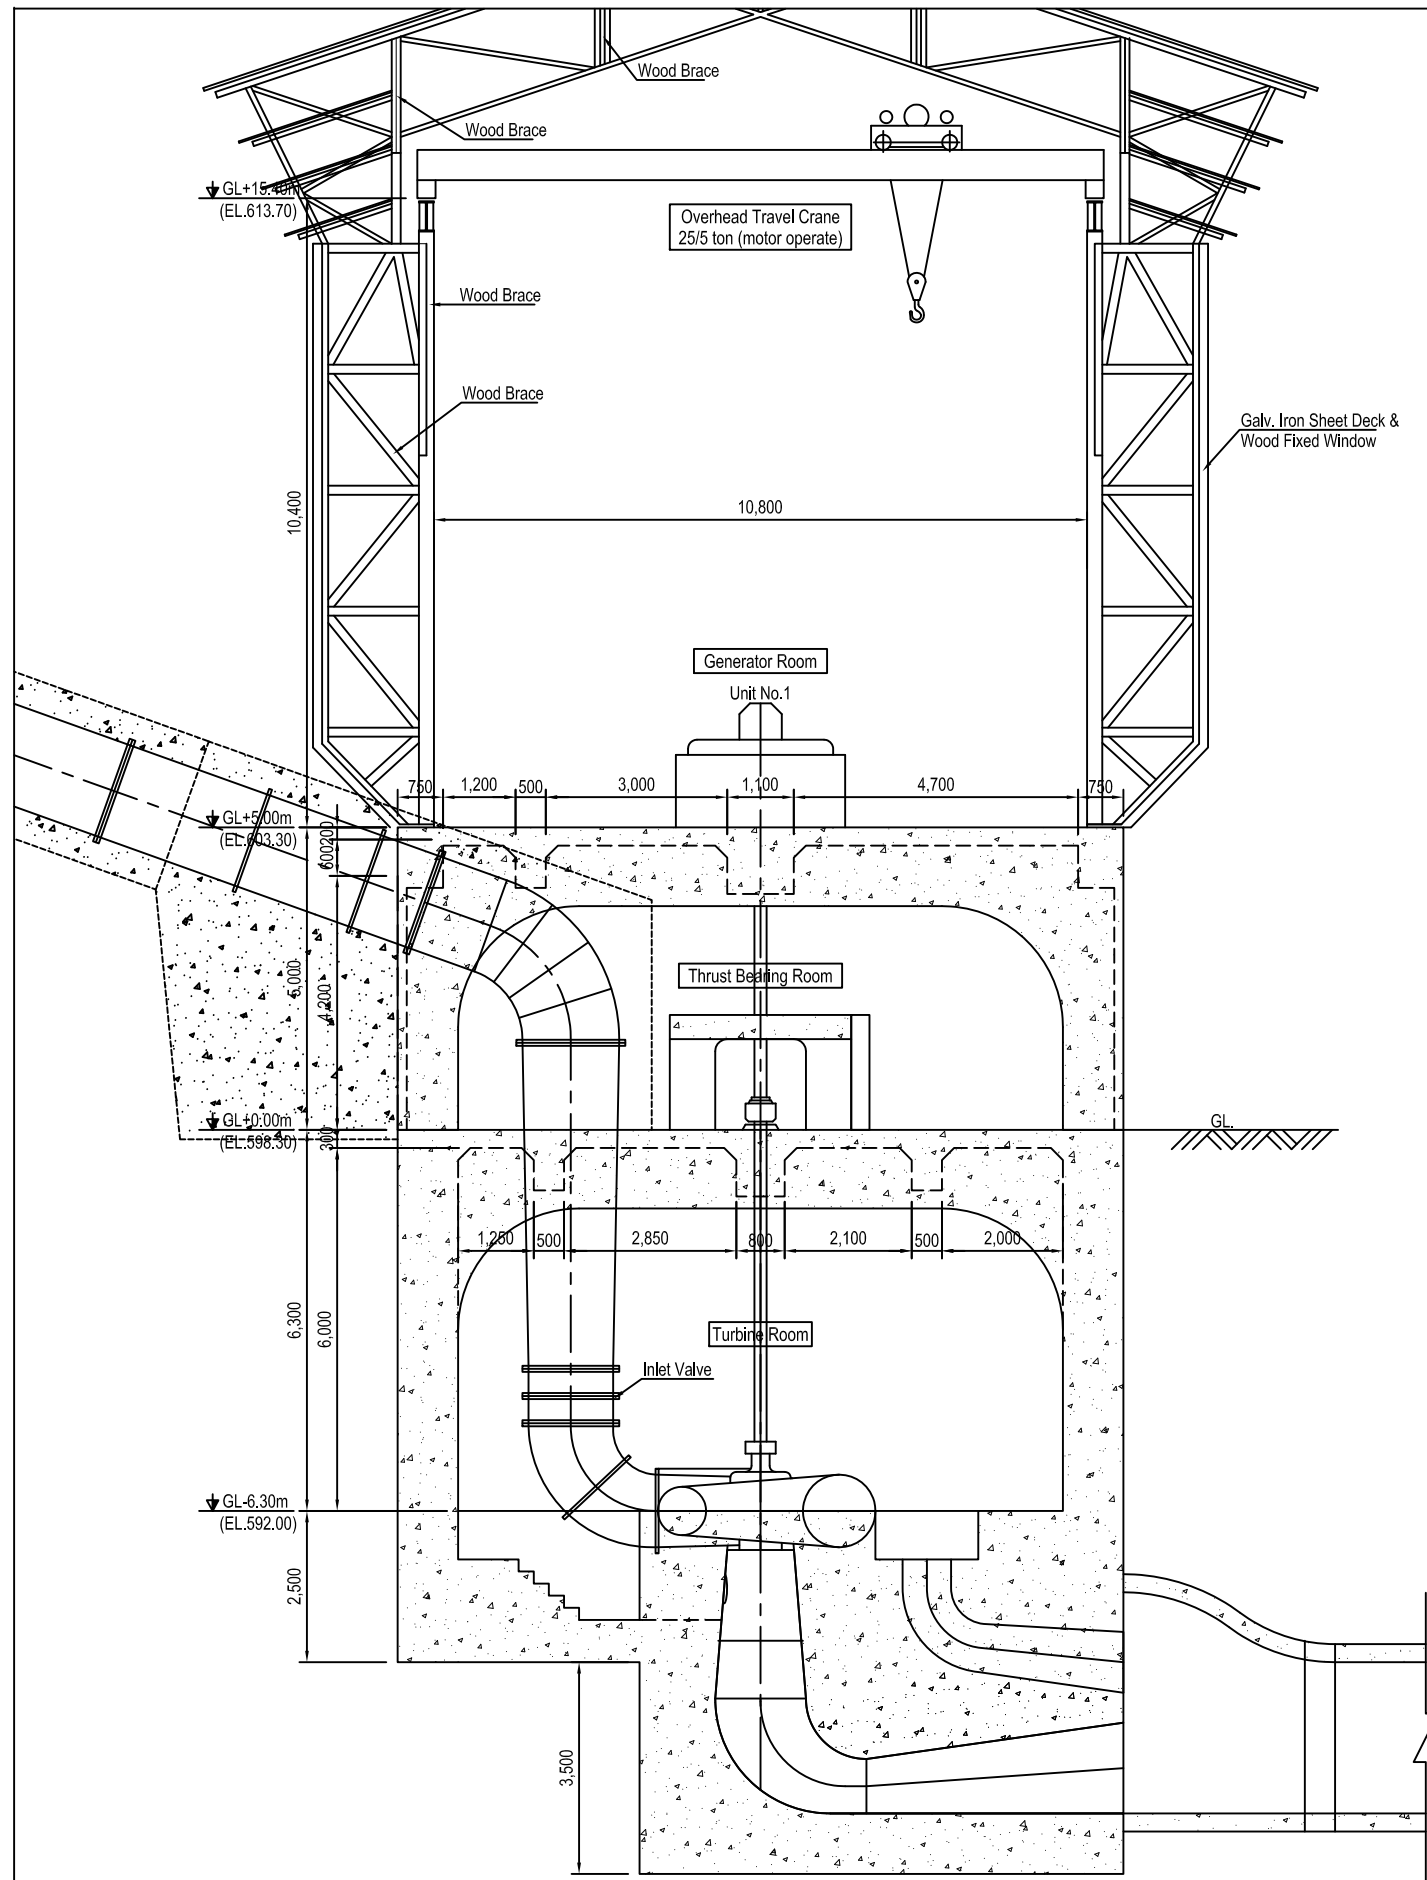 Wood Brace
Wood Brace
GL+15.40m
(EL.613.70)
Overhead Travel Crane
25/5 ton (motor operate)
Wood Brace
Wood Brace
Galv. Iron Sheet Deck &
Wood Fixed Window
10,400
10,800
Generator Room
Unit No.1
750
1,200
500
3,000
1,100
4,700
750
GL+5.00m
(EL.603.30)
200
600
5,000
4,200
Thrust Bearing Room
GL+0.00m
(EL.598.30)
300
GL.
1,250
500
2,850
800
2,100
500
2,000
6,300
6,000
Turbine Room
Inlet Valve
GL-6.30m
(EL.592.00)
2,500
3,500